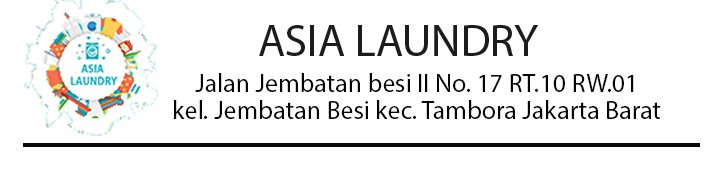 ASIA LAUNDRY
Jalan Jembatan besi II No. 17 RT.10 RW.01
kel. Jembatan Besi kec. Tambora Jakarta Barat
ASIA
LAUNDRY